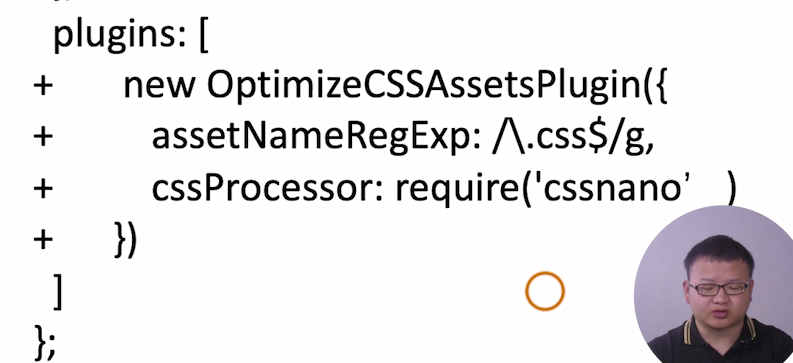 plugins: [
+ new OptimizeCSSAssetsPlugin({
+ assetNameRegExp: /\.css$/g,
+ cssProcessor: require('cssnano’ )
+ })
]
};